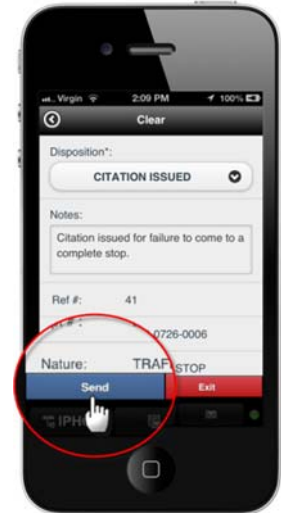 Virgin 2:09 PM 100%
Clear
Disposition*:
CITATION ISSUED
Notes:
Citation issued for failure to come to a
complete stop.
Ref #: 41
0726-0006
Nature: TRAF STOP
Send Exit